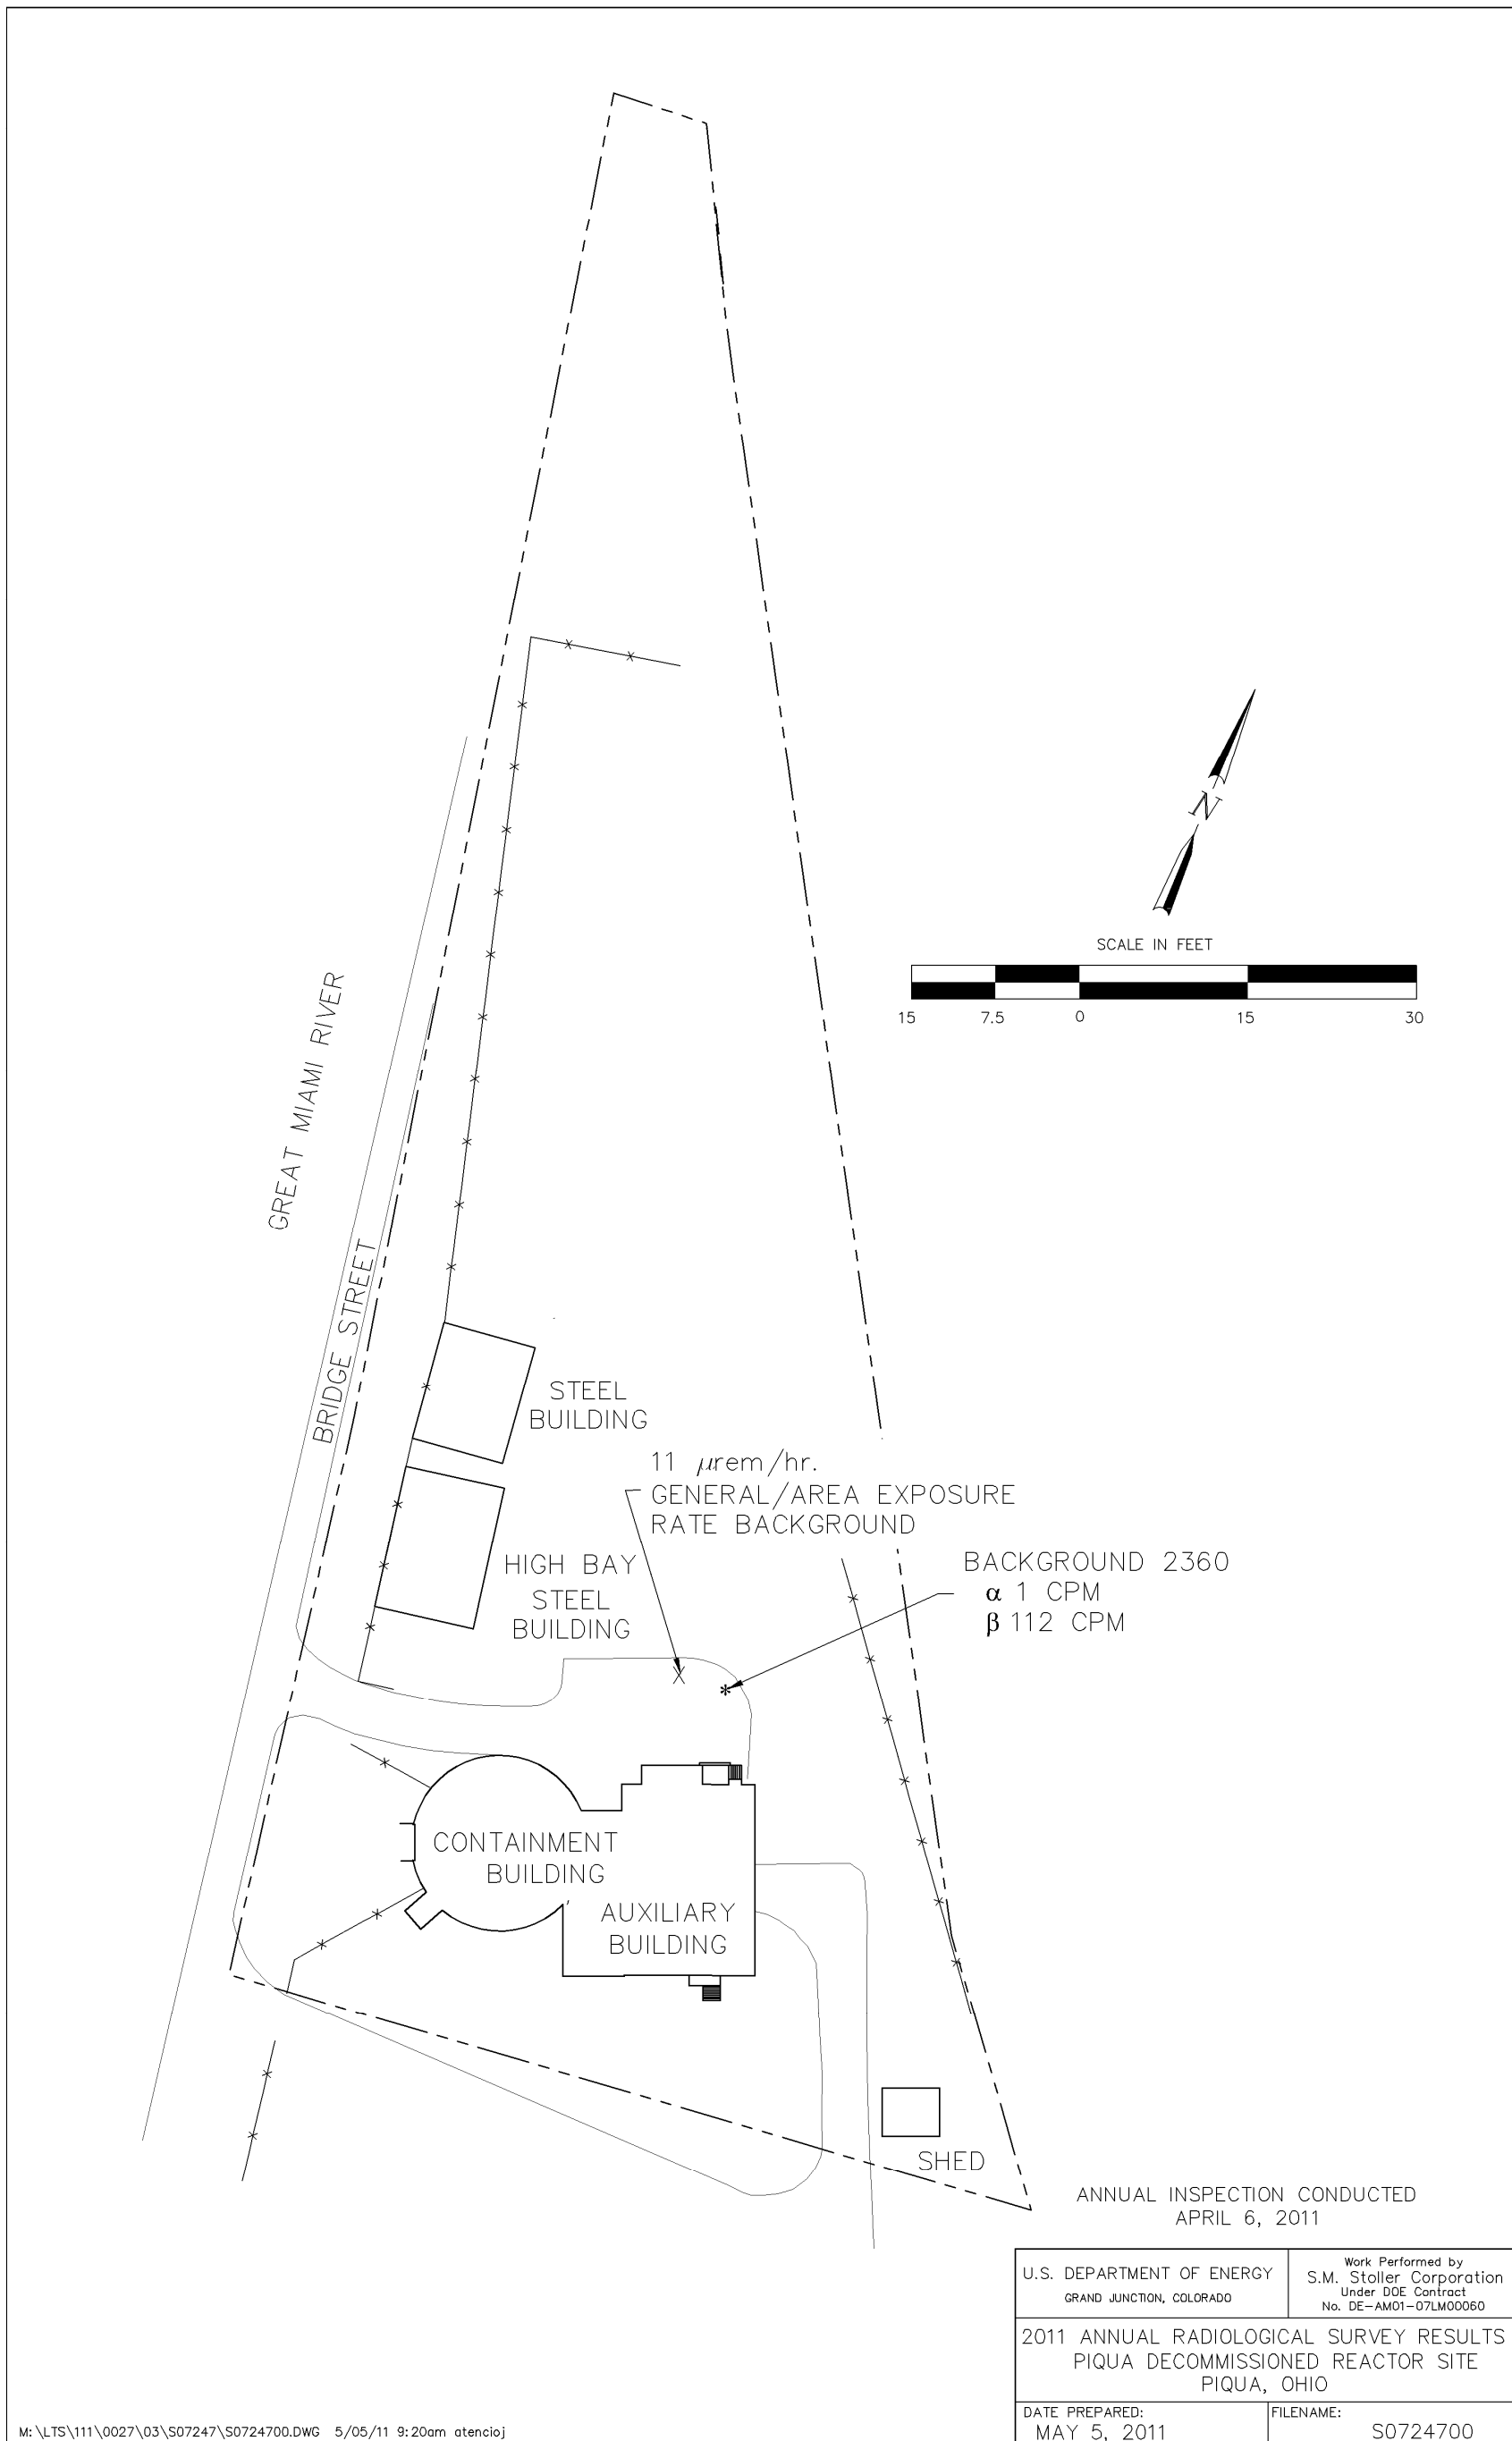 N
SCALE IN FEET
15 7.5 0 15 30
GREAT MIAMI RIVER
BRIDGE STREET
STEEL
BUILDING
11 μrem/hr.
GENERAL/AREA EXPOSURE
RATE BACKGROUND
HIGH BAY
STEEL
BUILDING
BACKGROUND 2360
α 1 CPM
β 112 CPM
CONTAINMENT
BUILDING
AUXILIARY
BUILDING
SHED
ANNUAL INSPECTION CONDUCTED
APRIL 6, 2011
U.S. DEPARTMENT OF ENERGY
GRAND JUNCTION, COLORADO
Work Performed by
S.M. Stoller Corporation
Under DOE Contract
No. DE-AM01-07LM00060
2011 ANNUAL RADIOLOGICAL SURVEY RESULTS
PIQUA DECOMMISSIONED REACTOR SITE
PIQUA, OHIO
DATE PREPARED:
MAY 5, 2011
FILENAME:
S0724700
M:\LTS\111\0027\03\S07247\S0724700.DWG 5/05/11 9:20am atencioj